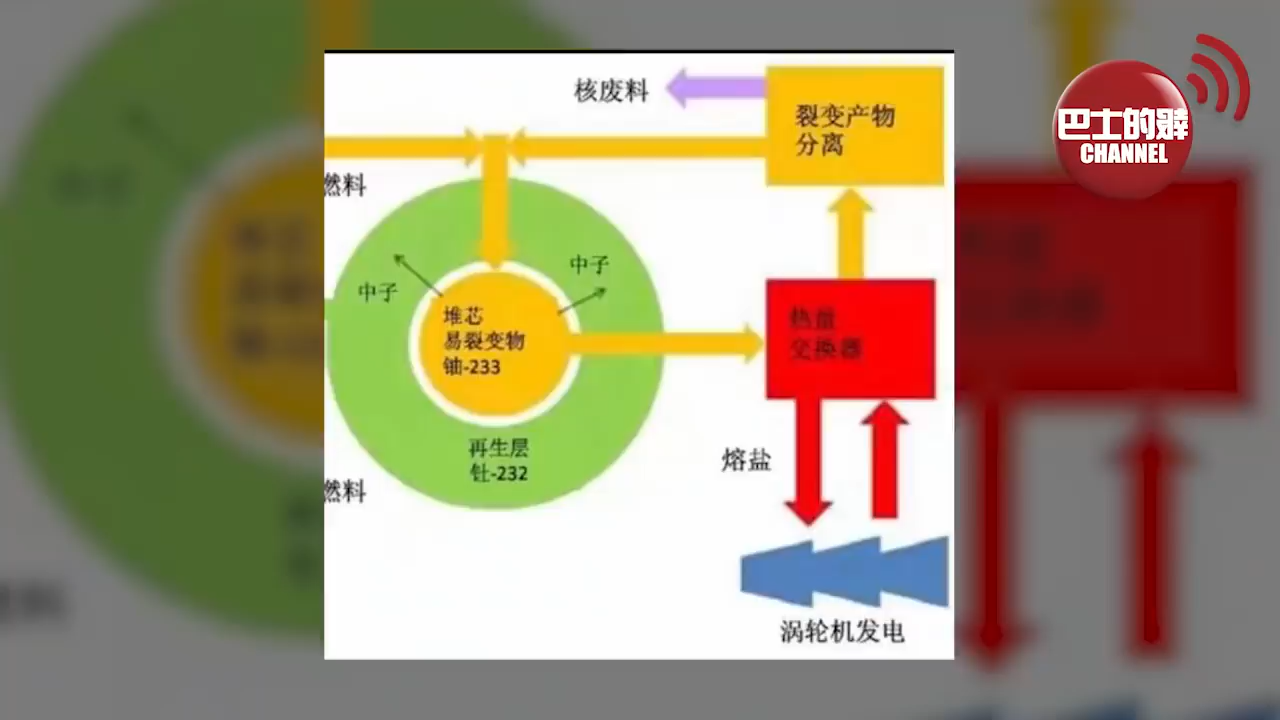 核废料
裂变产物
分离
巴士的報
CHANNEL
燃料
中子
中子
堆芯
易裂变物
铀-233
热量
交换器
再生层
钍-232
熔盐
燃料
涡轮机发电